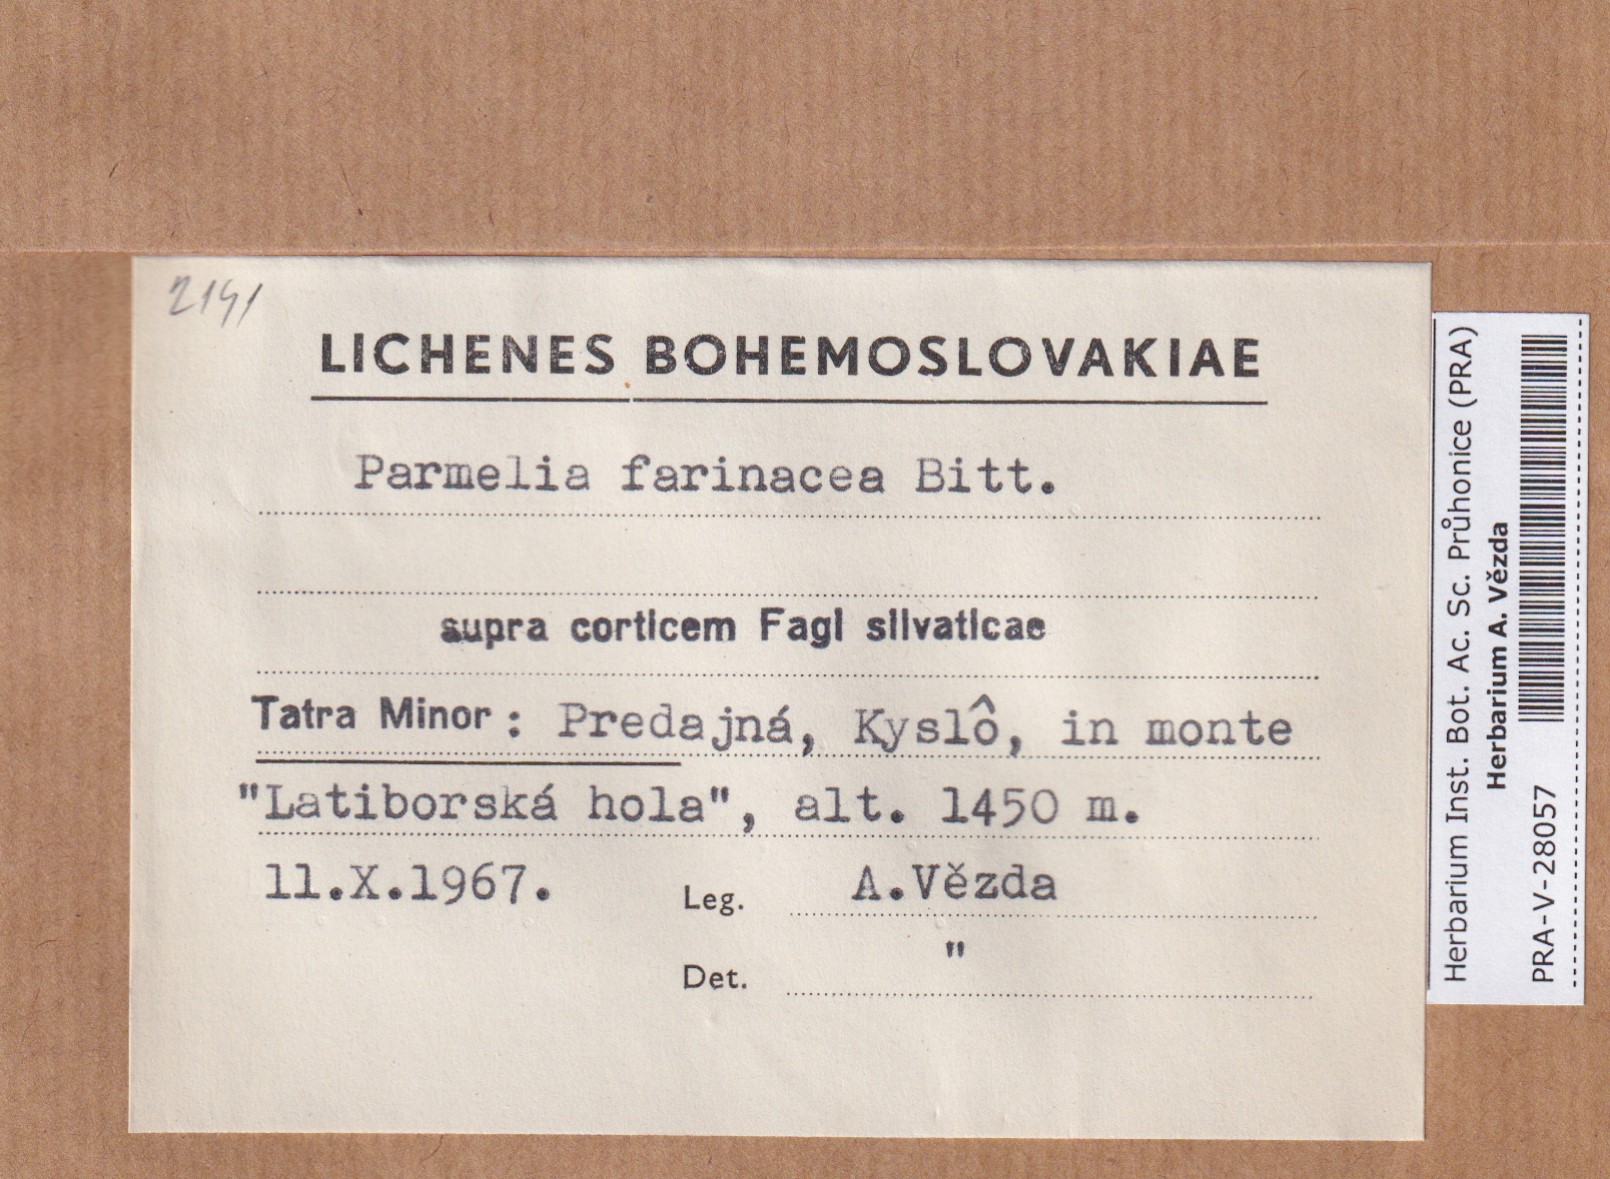 2141
LICHENES BOHEMOSLOVAKIAE
Parmelia farinacea Bitt.
supra corticem Fagi silvaticae
Tatra Minor: Predajná, Kyslô, in monte
"Latiborská hola", alt. 1450 m.
11.X.1967. Leg. A.Vězda
Det. "
Herbarium Inst. Bot. Ac. Sc. Průhonice (PRA)
Herbarium A. Vězda
PRA-V-28057